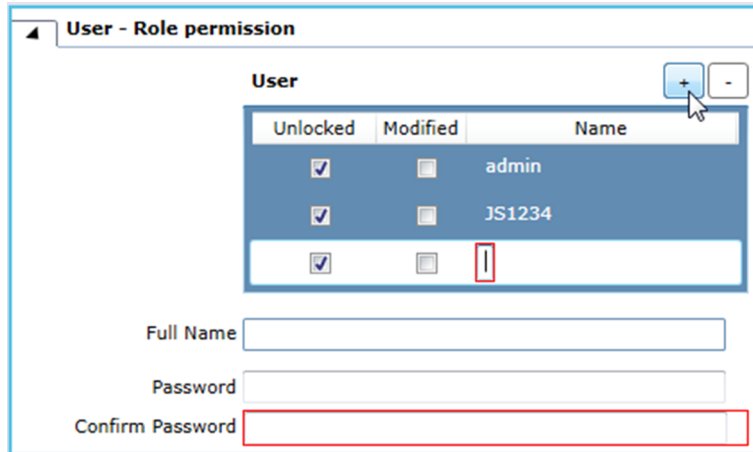 User - Role permission
User
+ -
Unlocked Modified Name
admin
JS1234
Full Name
Password
Confirm Password